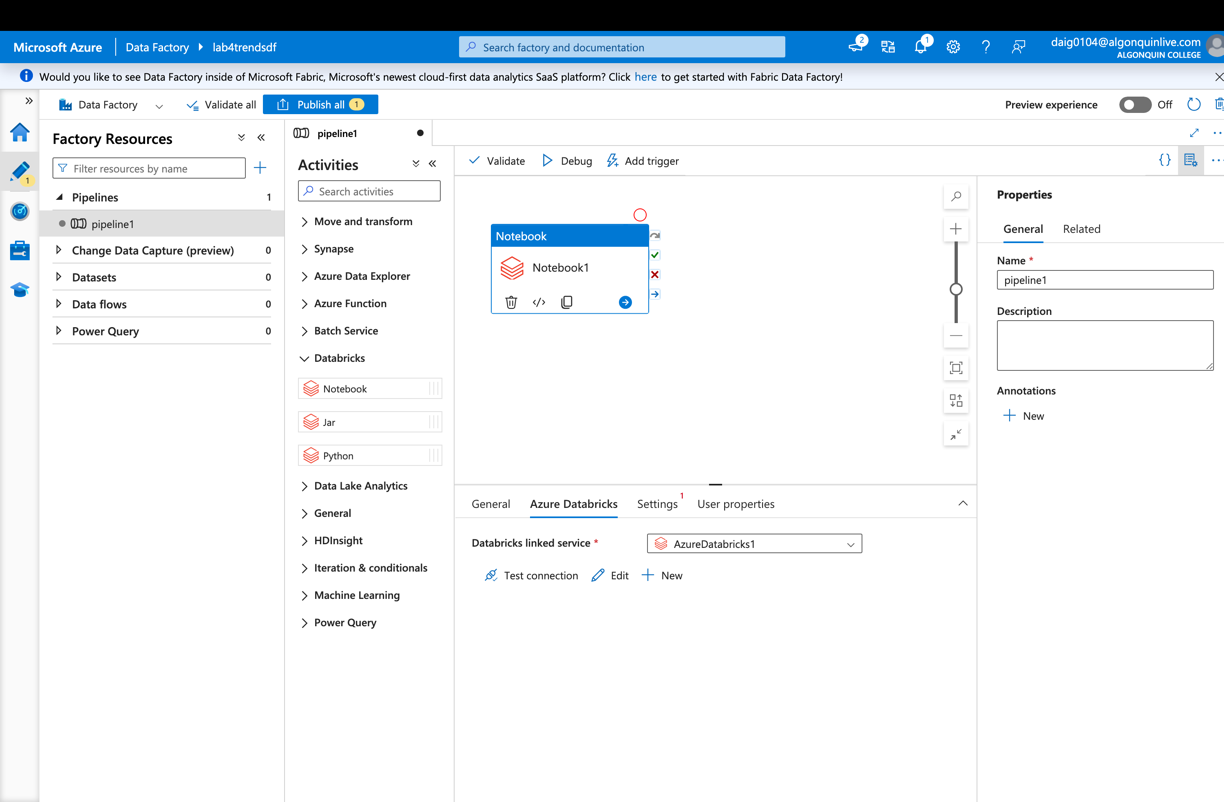 Microsoft Azure
Data Factory
lab4trendsdf
Search factory and documentation
2
1
daig0104@algonquinlive.com
ALGONQUIN COLLEGE
Would you like to see Data Factory inside of Microsoft Fabric, Microsoft's newest cloud-first data analytics SaaS platform? Click here to get started with Fabric Data Factory!
Data Factory
Validate all
Publish all 1
Preview experience
Off
1
Factory Resources
Filter resources by name
Pipelines 1
pipeline1
Change Data Capture (preview) 0
Datasets 0
Data flows 0
Power Query 0
pipeline1
Activities
Search activities
Move and transform
Synapse
Azure Data Explorer
Azure Function
Batch Service
Databricks
Notebook
Jar
Python
Data Lake Analytics
General
HDInsight
Iteration & conditionals
Machine Learning
Power Query
Validate
Debug
Add trigger
Notebook
Notebook1
General
Azure Databricks
Settings 1
User properties
Databricks linked service *
AzureDatabricks1
Test connection
Edit
New
Properties
General
Related
Name *
pipeline1
Description
Annotations
New